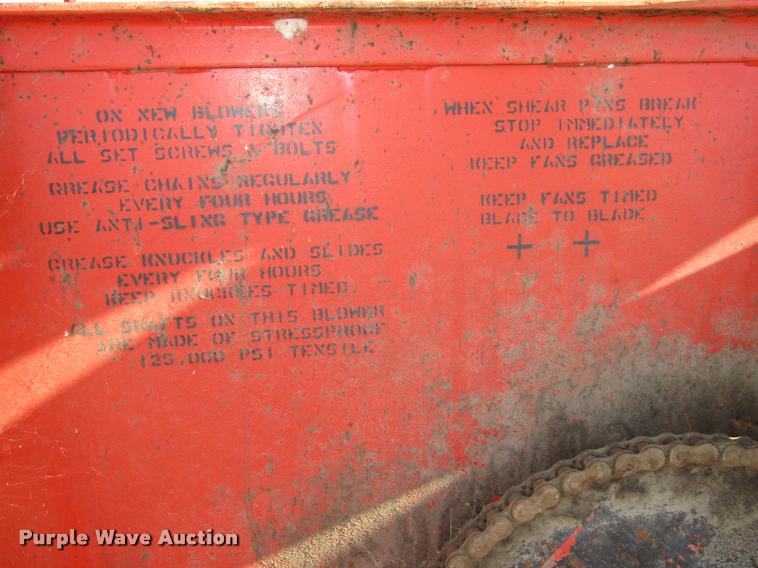 ON NEW BLOWERS
PERIODICALLY TIGHTEN
ALL SET SCREWS & BOLTS
GREASE CHAINS REGULARLY
EVERY FOUR HOURS
USE ANTI-SLING TYPE GREASE
GREASE KNUCKLES AND SLIDES
EVERY FOUR HOURS
KEEP KNUCKLES TIMED.
ALL SHAFTS ON THIS BLOWER
ARE MADE OF STRESSPROOF
125,000 PSI TENSILE
WHEN SHEAR PINS BREAK
STOP IMMEDIATELY
AND REPLACE
KEEP FANS GREASED
KEEP FANS TIMED
BLADE TO BLADE.
+ +
Purple Wave Auction